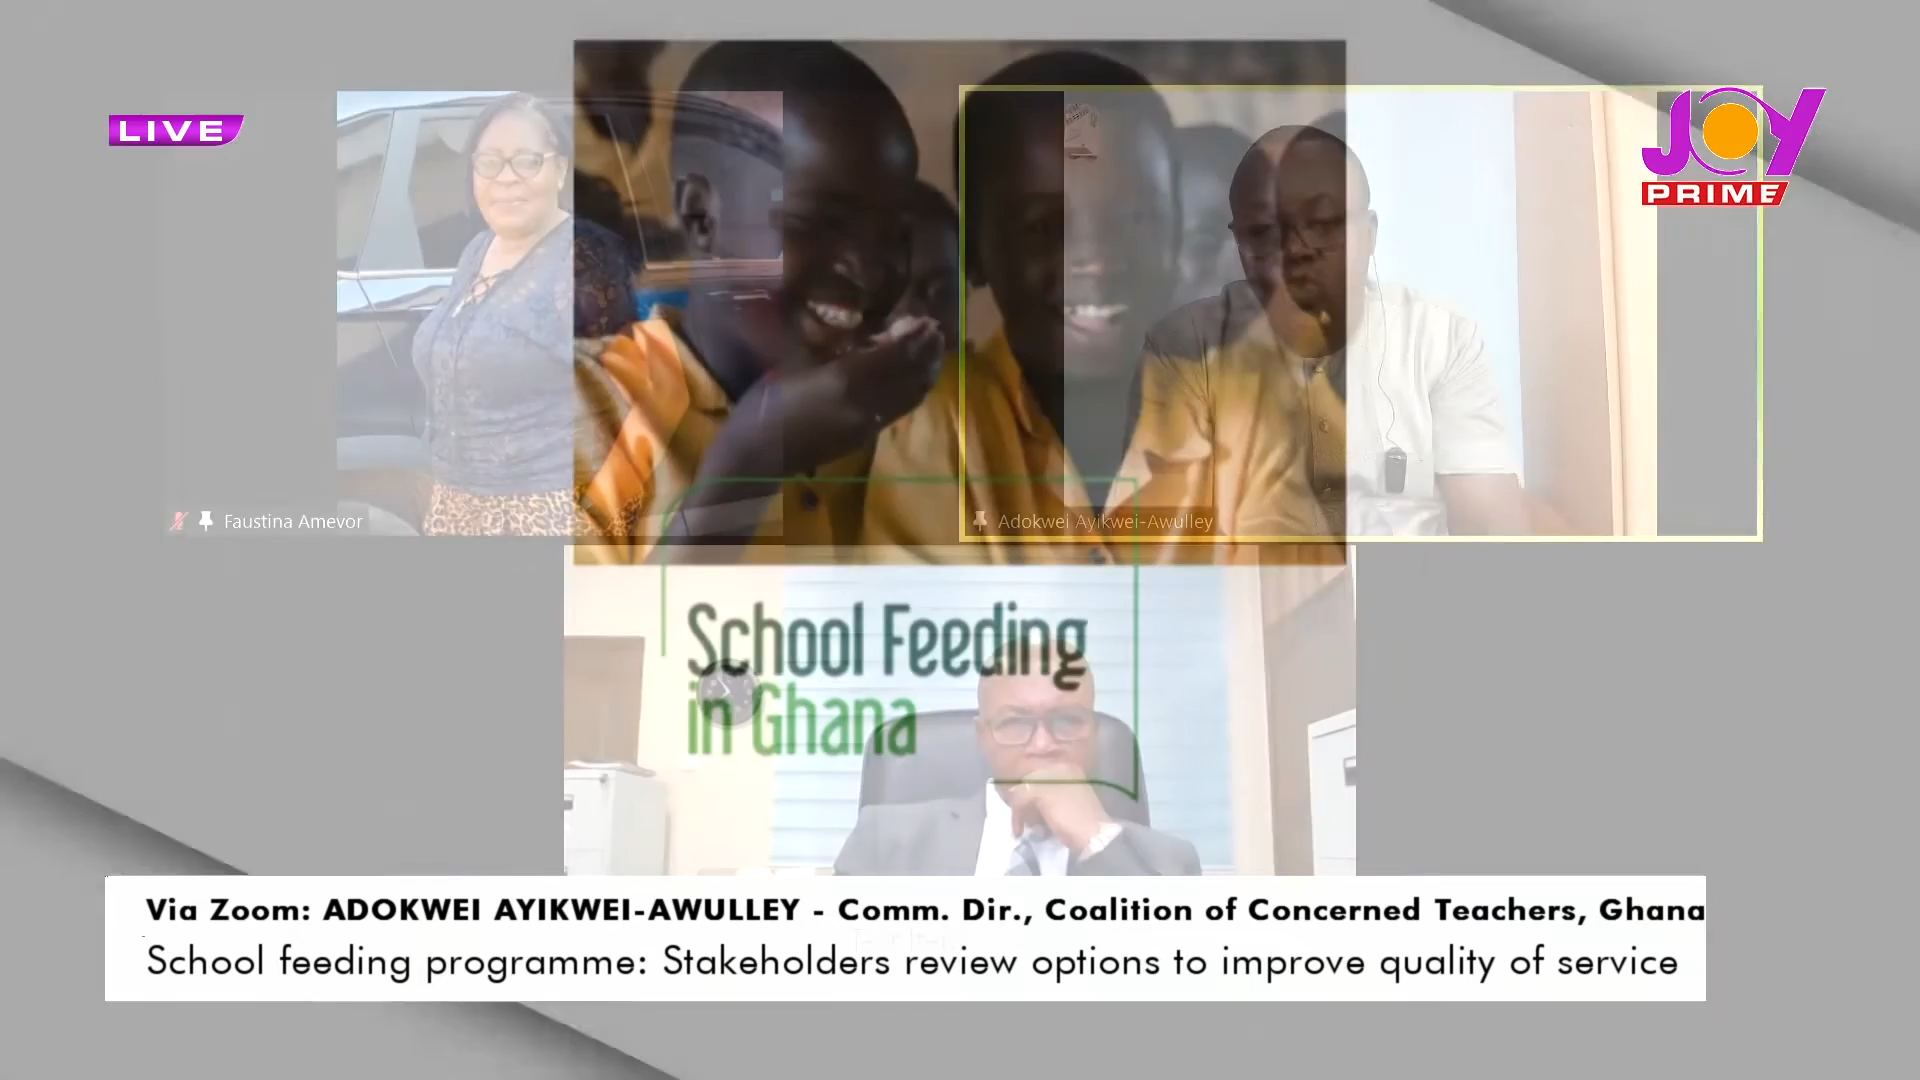 LIVE
JOY
PRIME
Faustina Amevor
Adokwei Ayikwei-Awulley
School Feeding
in Ghana
Via Zoom: ADOKWEI AYIKWEI-AWULLEY - Comm. Dir., Coalition of Concerned Teachers, Ghana
School feeding programme: Stakeholders review options to improve quality of service